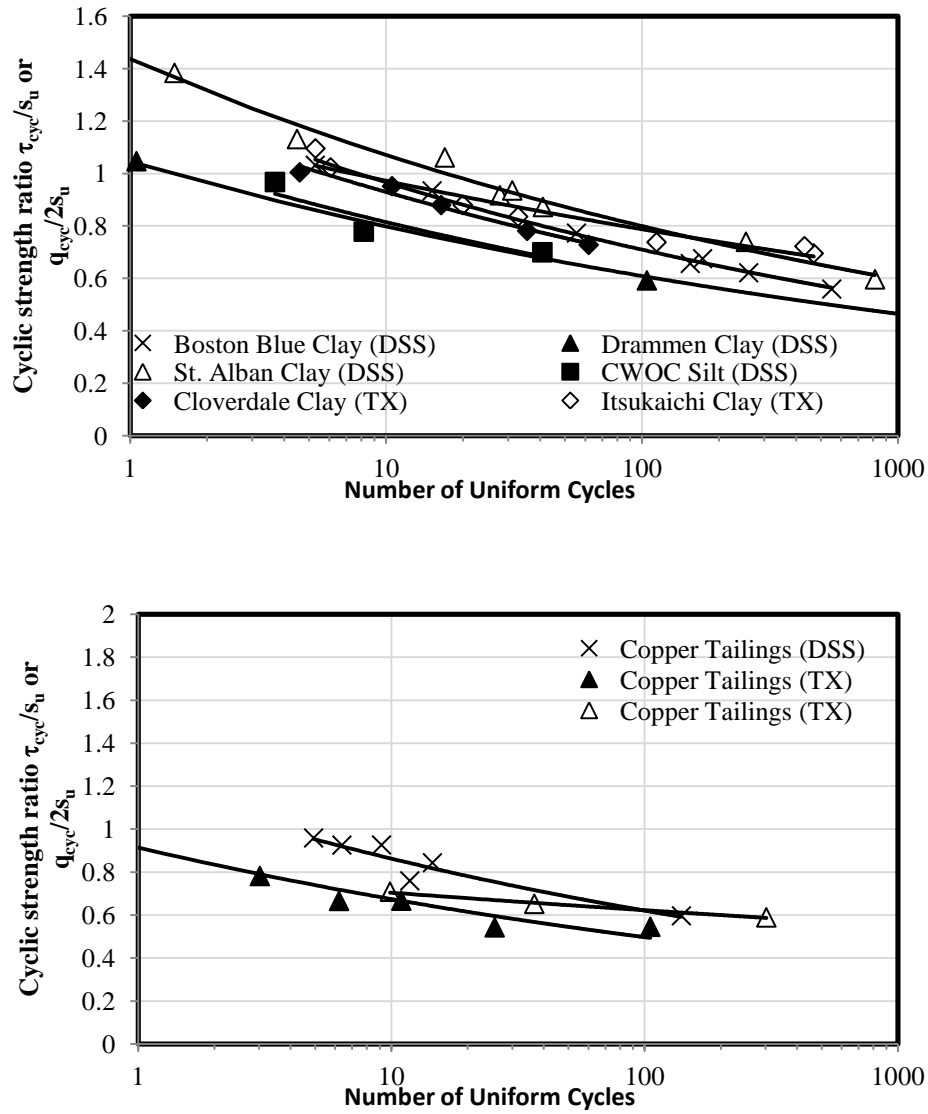 Cyclic strength ratio τcyc/su or
qcyc/2su
1.6
1.4
1.2
1
0.8
0.6
0.4
0.2
0
Boston Blue Clay (DSS)
Drammen Clay (DSS)
St. Alban Clay (DSS)
CWOC Silt (DSS)
Cloverdale Clay (TX)
Itsukaichi Clay (TX)
1 10 100 1000
Number of Uniform Cycles
Cyclic strength ratio τcyc/su or
qcyc/2su
2
1.8
1.6
1.4
1.2
1
0.8
0.6
0.4
0.2
0
Copper Tailings (DSS)
Copper Tailings (TX)
Copper Tailings (TX)
1 10 100 1000
Number of Uniform Cycles